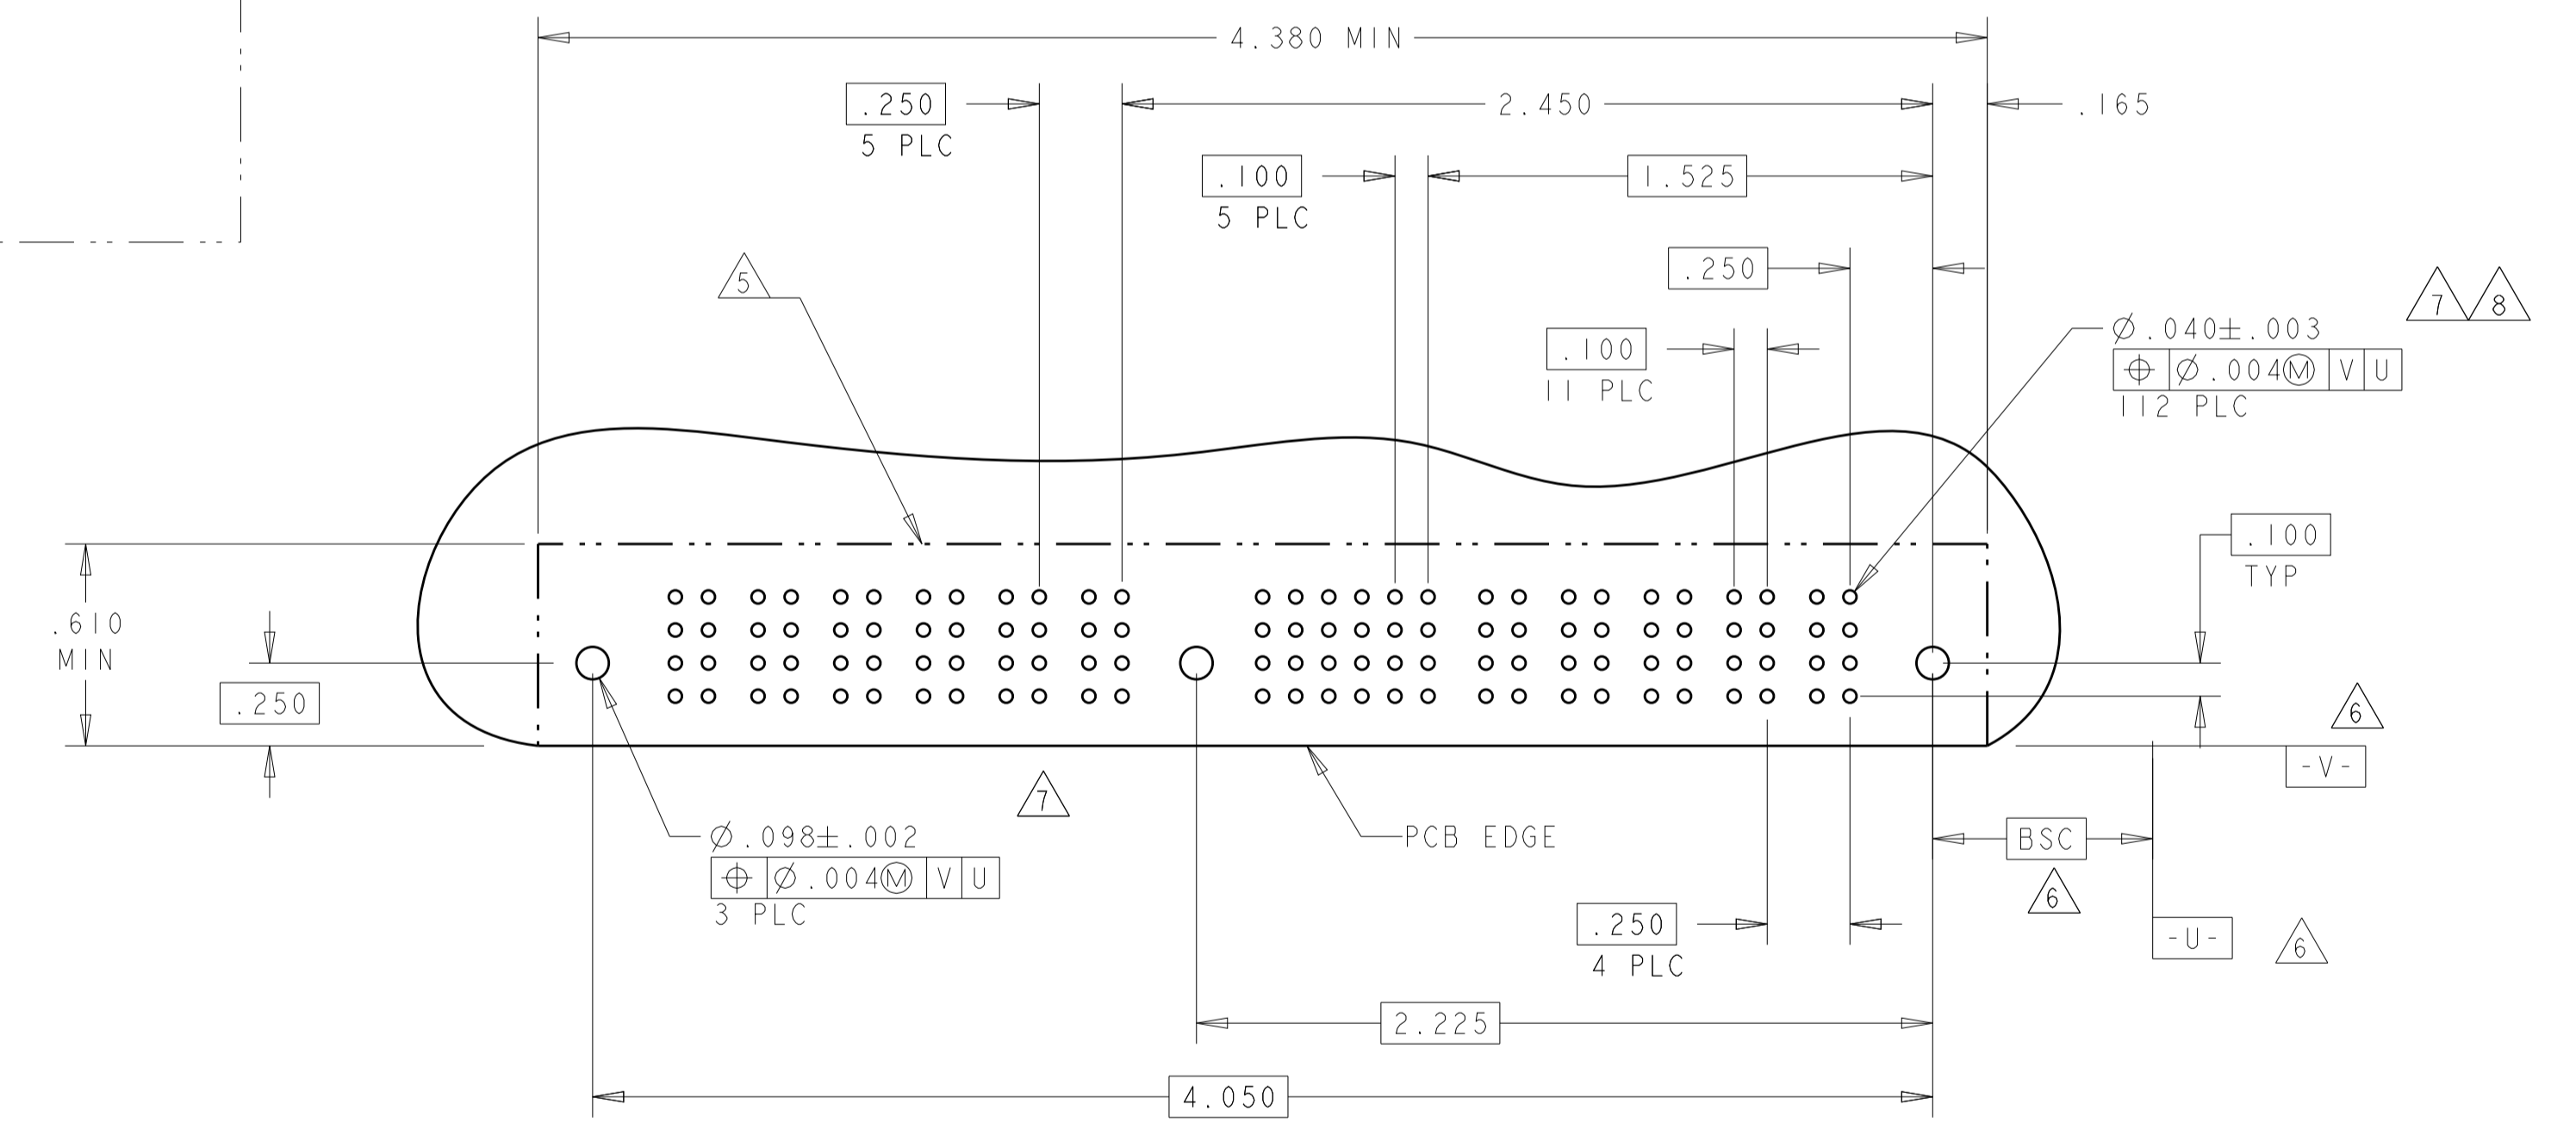 4.380 MIN
.250
5 PLC
2.450
.165
.100
5 PLC
1.525
.250
5
7 8
.100
11 PLC
Ø.040±.003
⌖ Ø.004Ⓜ V U
112 PLC
.100
TYP
.610
MIN
.250
6
-V-
7
Ø.098±.002
⌖ Ø.004Ⓜ V U
3 PLC
PCB EDGE
BSC
6
.250
4 PLC
-U-
6
2.225
4.050